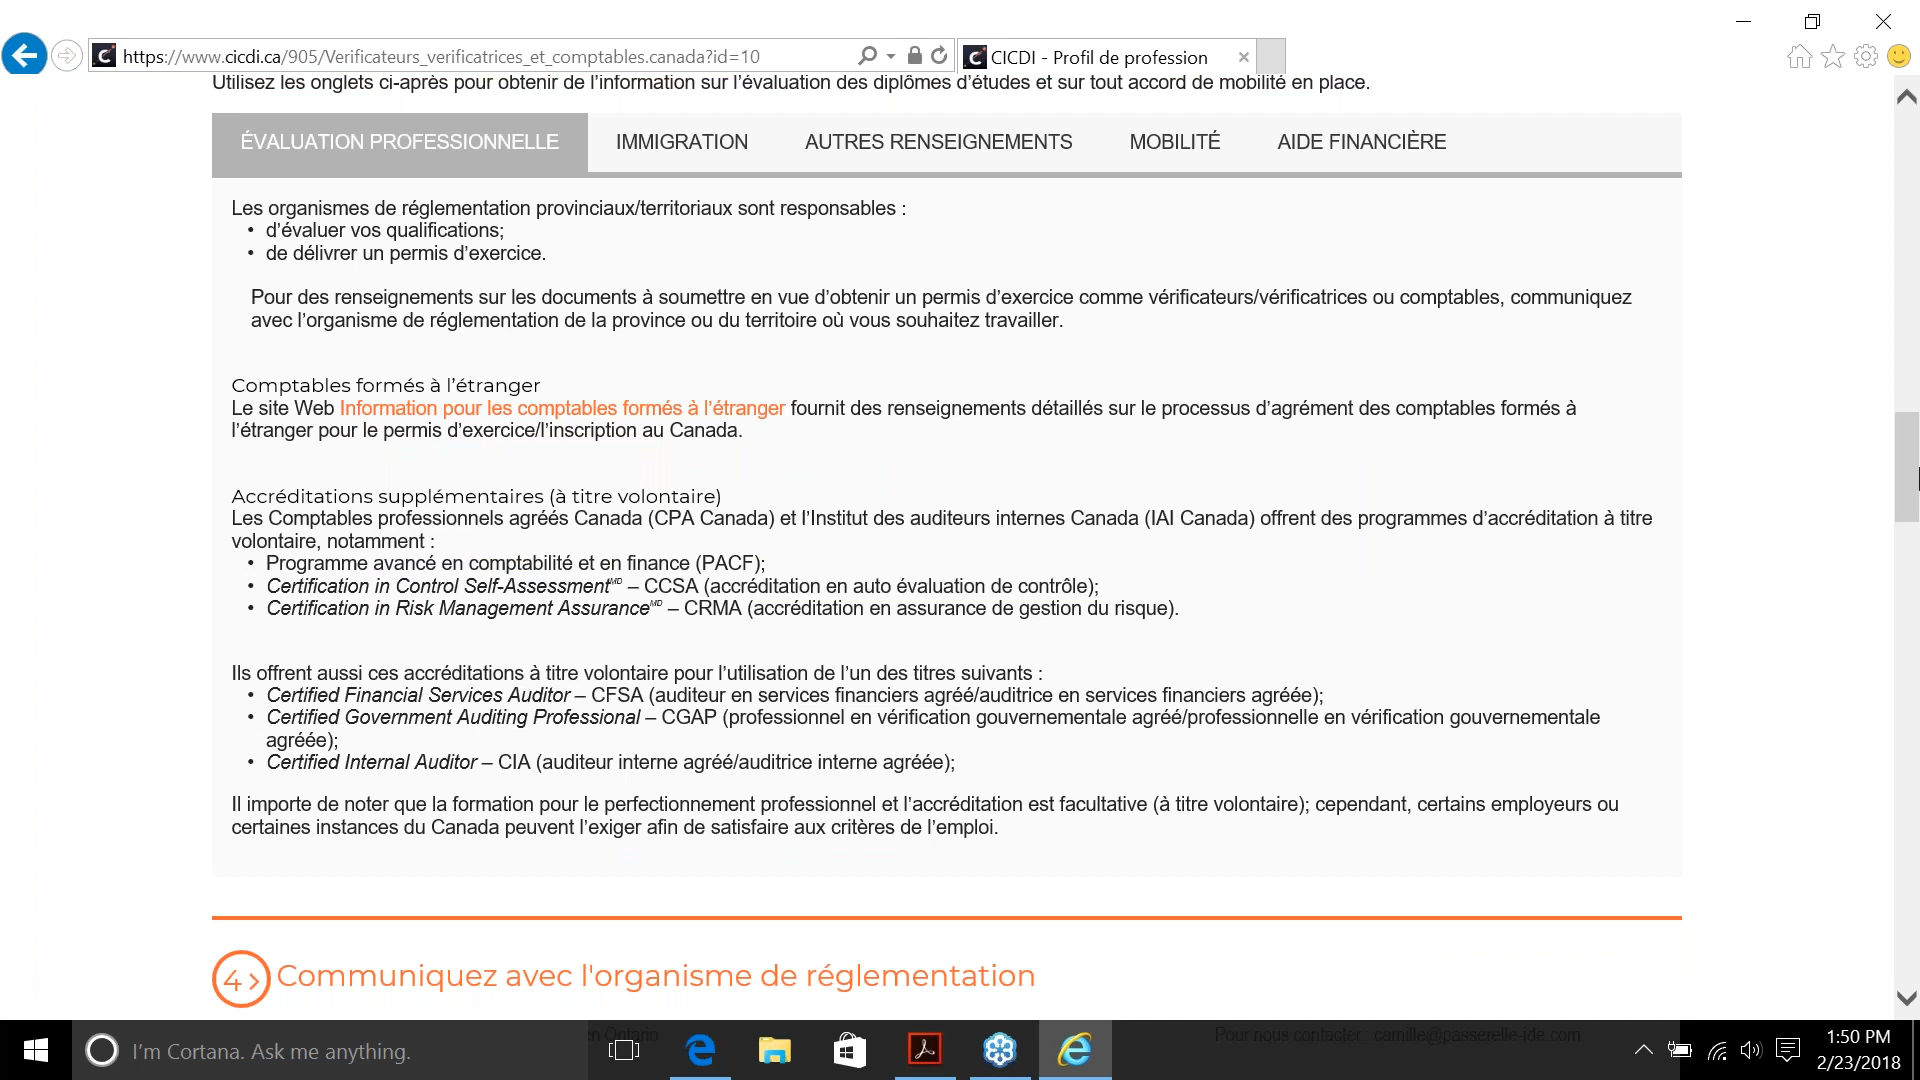 https://www.cicdi.ca/905/Verificateurs_verificatrices_et_comptables.canada?id=10
CICDI - Profil de profession
Utilisez les onglets ci-après pour obtenir de l’information sur l’évaluation des diplômes d’études et sur tout accord de mobilité en place.
ÉVALUATION PROFESSIONNELLE IMMIGRATION AUTRES RENSEIGNEMENTS MOBILITÉ AIDE FINANCIÈRE
Les organismes de réglementation provinciaux/territoriaux sont responsables :
• d’évaluer vos qualifications;
• de délivrer un permis d’exercice.
Pour des renseignements sur les documents à soumettre en vue d’obtenir un permis d’exercice comme vérificateurs/vérificatrices ou comptables, communiquez
avec l’organisme de réglementation de la province ou du territoire où vous souhaitez travailler.
Comptables formés à l’étranger
Le site Web Information pour les comptables formés à l’étranger fournit des renseignements détaillés sur le processus d’agrément des comptables formés à
l’étranger pour le permis d’exercice/l’inscription au Canada.
Accréditations supplémentaires (à titre volontaire)
Les Comptables professionnels agréés Canada (CPA Canada) et l’Institut des auditeurs internes Canada (IAI Canada) offrent des programmes d’accréditation à titre
volontaire, notamment :
• Programme avancé en comptabilité et en finance (PACF);
• Certification in Control Self-Assessment MD – CCSA (accréditation en auto évaluation de contrôle);
• Certification in Risk Management Assurance MD – CRMA (accréditation en assurance de gestion du risque).
Ils offrent aussi ces accréditations à titre volontaire pour l’utilisation de l’un des titres suivants :
• Certified Financial Services Auditor – CFSA (auditeur en services financiers agréé/auditrice en services financiers agréée);
• Certified Government Auditing Professional – CGAP (professionnel en vérification gouvernementale agréé/professionnelle en vérification gouvernementale
agréée);
• Certified Internal Auditor – CIA (auditeur interne agréé/auditrice interne agréée);
Il importe de noter que la formation pour le perfectionnement professionnel et l’accréditation est facultative (à titre volontaire); cependant, certains employeurs ou
certaines instances du Canada peuvent l’exiger afin de satisfaire aux critères de l’emploi.
4 > Communiquez avec l'organisme de réglementation
I’m Cortana. Ask me anything.
en Ontario
Pour nous contacter : camille@passerelle-ide.com
1:50 PM
2/23/2018